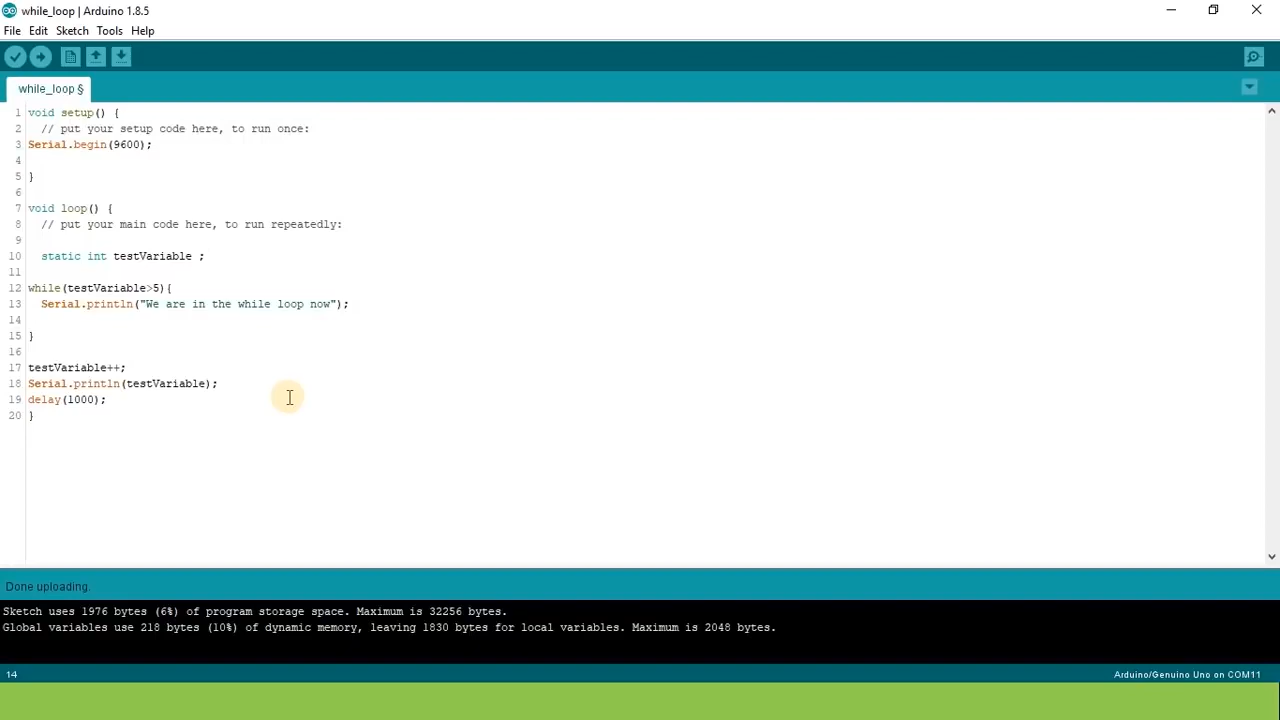 while_loop | Arduino 1.8.5
File Edit Sketch Tools Help
while_loop §
1 void setup() {
2 // put your setup code here, to run once:
3 Serial.begin(9600);
4
5 }
6
7 void loop() {
8 // put your main code here, to run repeatedly:
9
10 static int testVariable ;
11
12 while(testVariable>5){
13 Serial.println("We are in the while loop now");
14
15 }
16
17 testVariable++;
18 Serial.println(testVariable);
19 delay(1000);
20 }
Done uploading.
Sketch uses 1976 bytes (6%) of program storage space. Maximum is 32256 bytes.
Global variables use 218 bytes (10%) of dynamic memory, leaving 1830 bytes for local variables. Maximum is 2048 bytes.
14 Arduino/Genuino Uno on COM11